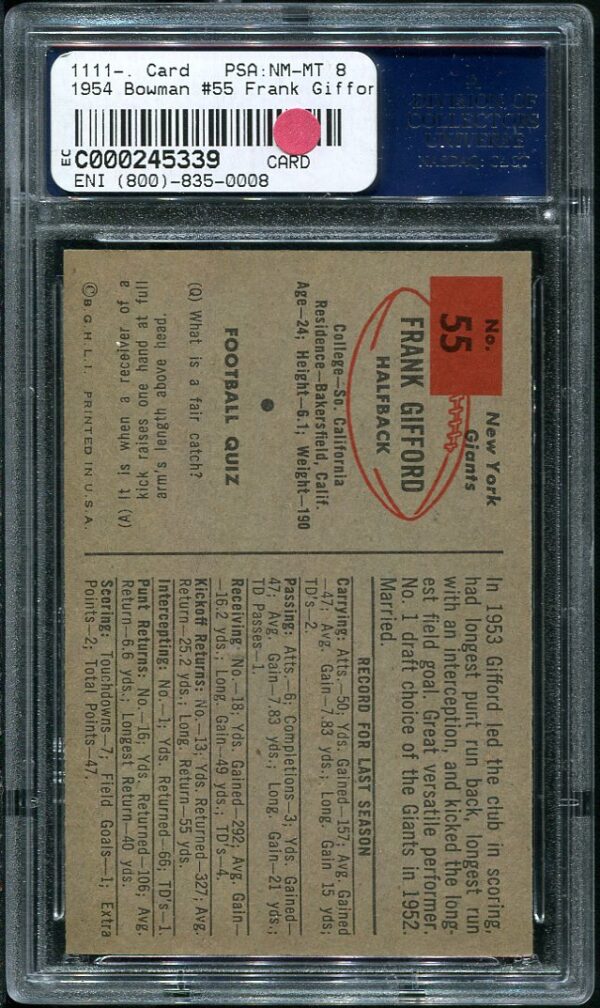 1111-. Card PSA:NM-MT 8
1954 Bowman #55 Frank Giffor
EC C000245339 CARD
ENI (800)-835-0008
A
DIVISION OF
COLLECTORS
UNIVERSE
NASDAQ: CLCT
No.
55
New York
Giants
FRANK GIFFORD
HALFBACK
College—So. California
Residence—Bakersfield, Calif.
Age—24; Height—6.1; Weight—190
FOOTBALL QUIZ
(Q) What is a fair catch?
(A) It is when a receiver of a
kick raises one hand at full
arm's length above head.
©B.G.H.L.I. PRINTED IN U.S.A.
In 1953 Gifford led the club in scoring,
had longest punt run back, longest run
with an interception, and kicked the long-
est field goal. Great versatile performer.
No. 1 draft choice of the Giants in 1952.
Married.
RECORD FOR LAST SEASON
Carrying: Atts.—50; Yds. Gained—157; Avg. Gained
—47; Avg. Gain—7.83 yds.; Long. Gain 15 yds;
TD's—2.
Passing: Atts.—6; Completions—3; Yds. Gained—
47; Avg. Gain—7.83 yds.; Long. Gain—21 yds.;
TD Passes—1.
Receiving: No.—18; Yds. Gained—292; Avg. Gain—
—16.2 yds.; Long. Gain—49 yds.; TD's—4.
Kickoff Returns: No.—13; Yds. Returned—327; Avg.
Return—25.2 yds.; Long. Return—55 yds.
Intercepting: No.—1; Yds. Returned—66; TD's—1.
Punt Returns: No.—16; Yds. Returned—106; Avg.
Return—6.6 yds.; Longest Return—40 yds.
Scoring: Touchdowns—7; Field Goals—1; Extra
Points—2; Total Points—47.